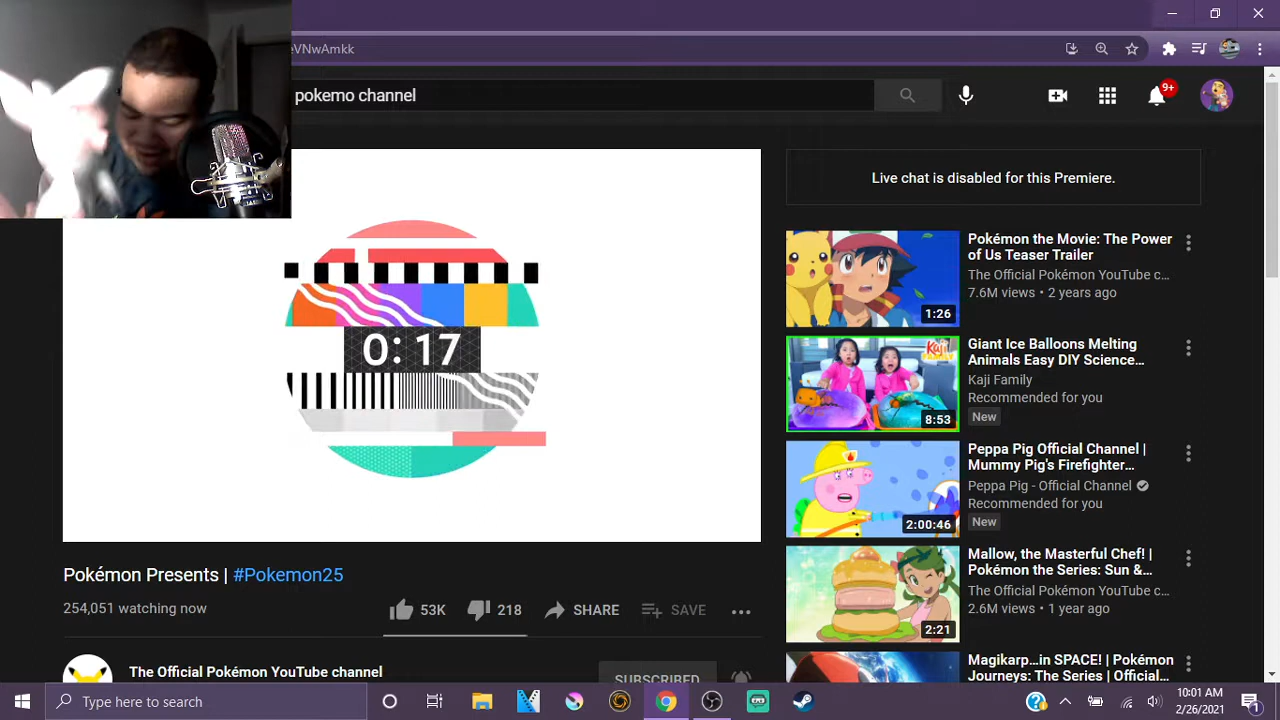 eVNwAmkk
pokemo channel
9+
Live chat is disabled for this Premiere.
0:17
Pokémon the Movie: The Power
of Us Teaser Trailer
The Official Pokémon YouTube c...
7.6M views • 2 years ago
1:26
Giant Ice Balloons Melting
Animals Easy DIY Science...
Kaji Family
Recommended for you
New
Kaji
FAMILY
8:53
Peppa Pig Official Channel |
Mummy Pig's Firefighter...
Peppa Pig - Official Channel
Recommended for you
New
2:00:46
Mallow, the Masterful Chef! |
Pokémon the Series: Sun &...
The Official Pokémon YouTube c...
2.6M views • 1 year ago
2:21
Magikarp...in SPACE! | Pokémon
Journeys: The Series | Official...
Pokémon Presents | #Pokemon25
254,051 watching now
53K
218
SHARE
SAVE
The Official Pokémon YouTube channel
SUBSCRIBED
Type here to search
10:01 AM
2/26/2021
1